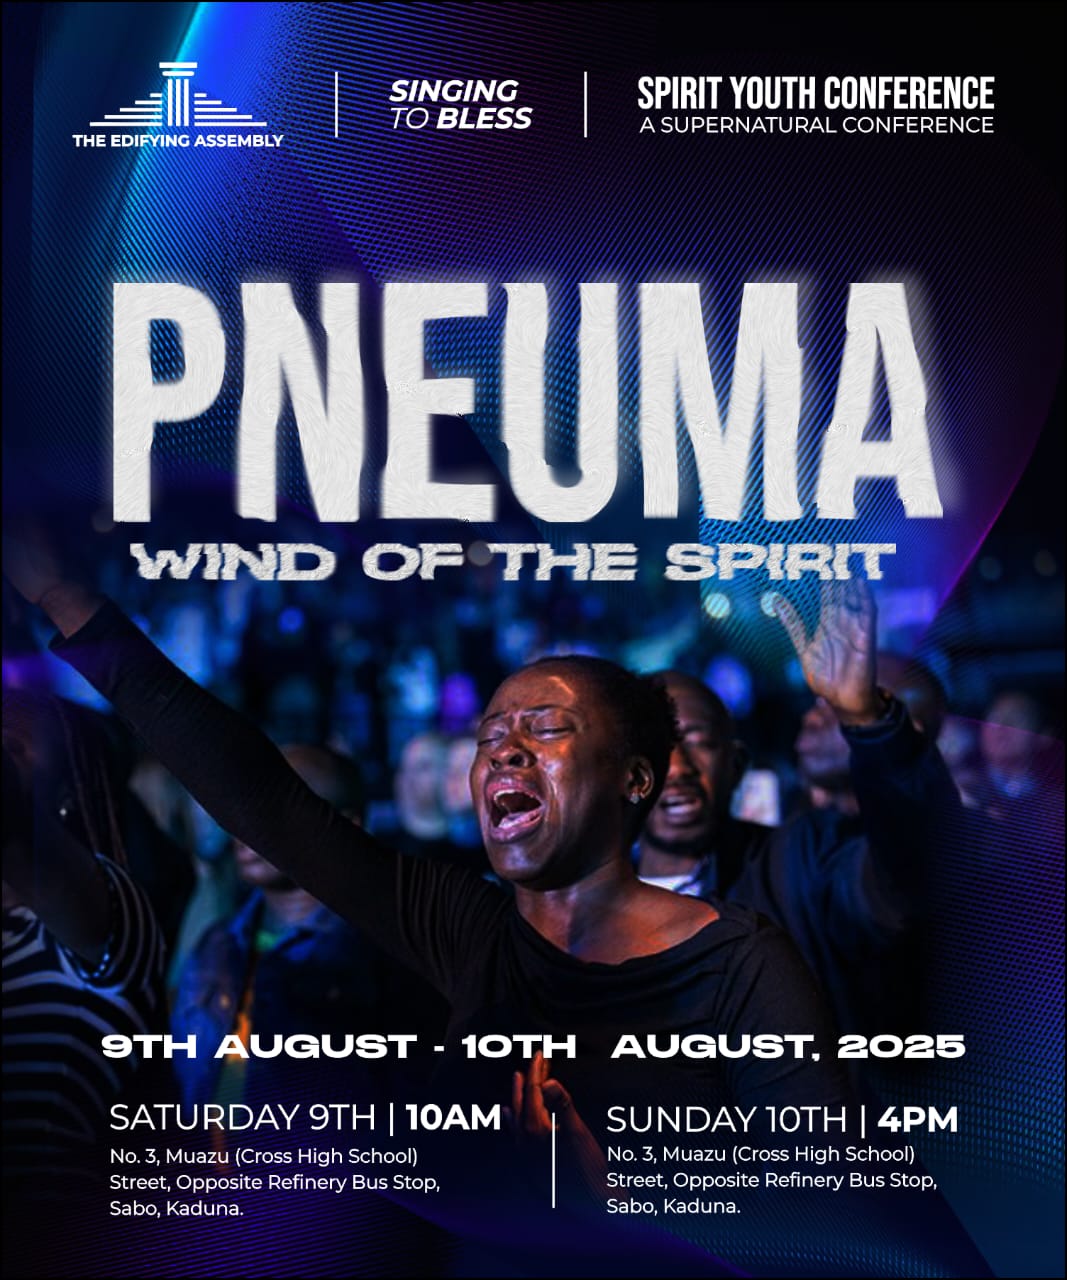 THE EDIFYING ASSEMBLY
SINGING
TO BLESS
SPIRIT YOUTH CONFERENCE
A SUPERNATURAL CONFERENCE
PNEUMA
WIND OF THE SPIRIT
9TH AUGUST - 10TH AUGUST, 2025
SATURDAY 9TH | 10AM
No. 3, Muazu (Cross High School)
Street, Opposite Refinery Bus Stop,
Sabo, Kaduna.
SUNDAY 10TH | 4PM
No. 3, Muazu (Cross High School)
Street, Opposite Refinery Bus Stop,
Sabo, Kaduna.